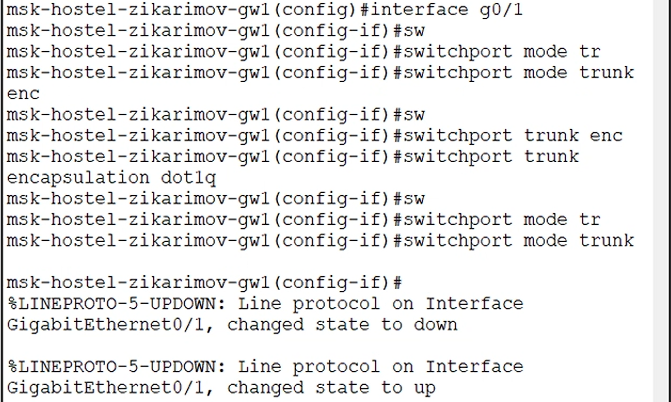 msk-hostel-zikarimov-gw1(config)#interface g0/1
msk-hostel-zikarimov-gw1(config-if)#sw
msk-hostel-zikarimov-gw1(config-if)#switchport mode tr
msk-hostel-zikarimov-gw1(config-if)#switchport mode trunk
enc
msk-hostel-zikarimov-gw1(config-if)#sw
msk-hostel-zikarimov-gw1(config-if)#switchport trunk enc
msk-hostel-zikarimov-gw1(config-if)#switchport trunk
encapsulation dot1q
msk-hostel-zikarimov-gw1(config-if)#sw
msk-hostel-zikarimov-gw1(config-if)#switchport mode tr
msk-hostel-zikarimov-gw1(config-if)#switchport mode trunk
msk-hostel-zikarimov-gw1(config-if)#
%LINEPROTO-5-UPDOWN: Line protocol on Interface
GigabitEthernet0/1, changed state to down
%LINEPROTO-5-UPDOWN: Line protocol on Interface
GigabitEthernet0/1, changed state to up